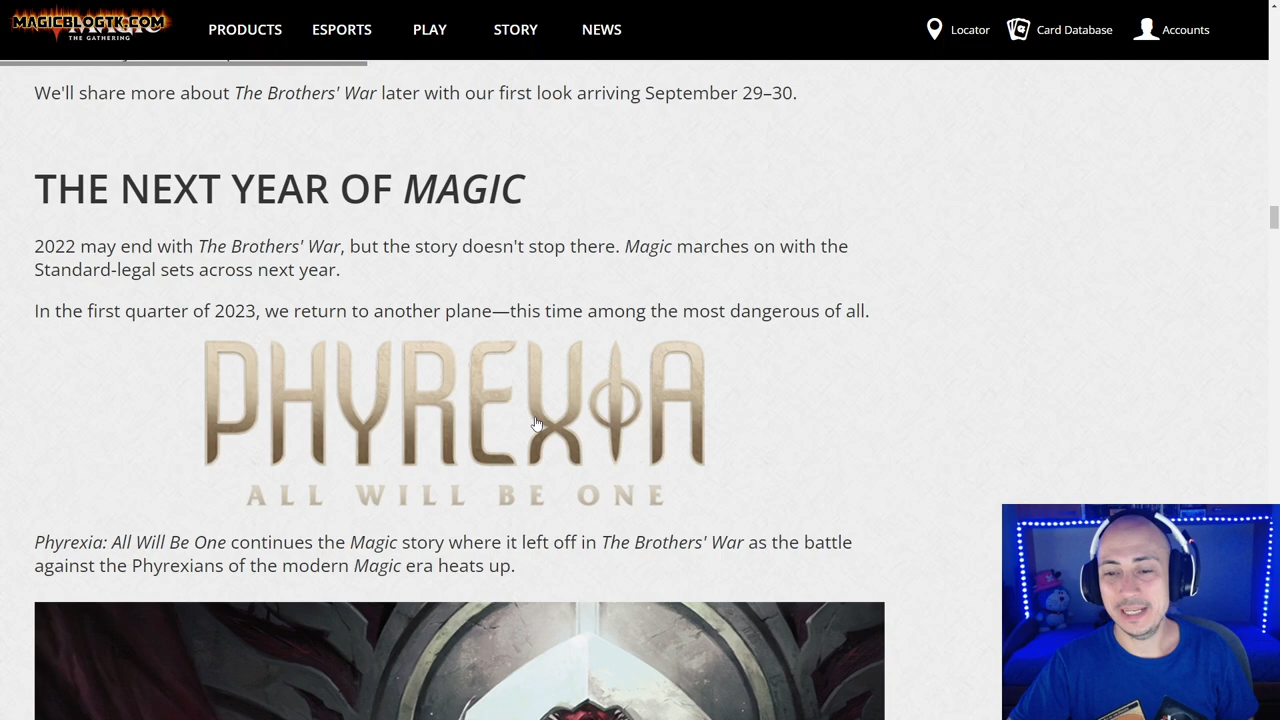 MAGICBLOGTK.COM
THE GATHERING
PRODUCTS
ESPORTS
PLAY
STORY
NEWS
Locator
Card Database
Accounts
We'll share more about The Brothers' War later with our first look arriving September 29–30.
THE NEXT YEAR OF MAGIC
2022 may end with The Brothers' War, but the story doesn't stop there. Magic marches on with the
Standard-legal sets across next year.
In the first quarter of 2023, we return to another plane—this time among the most dangerous of all.
PHYREXIA
ALL WILL BE ONE
Phyrexia: All Will Be One continues the Magic story where it left off in The Brothers' War as the battle
against the Phyrexians of the modern Magic era heats up.